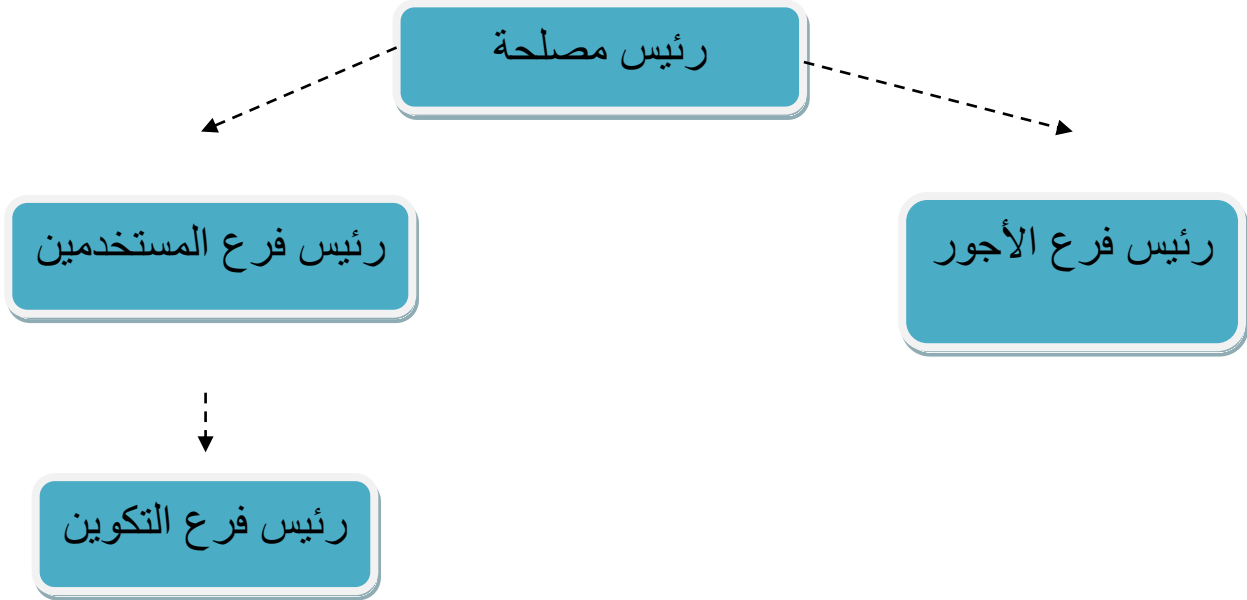 رئيس مصلحة
رئيس فرع الأجور
رئيس فرع المستخدمين
رئيس فرع التكوين